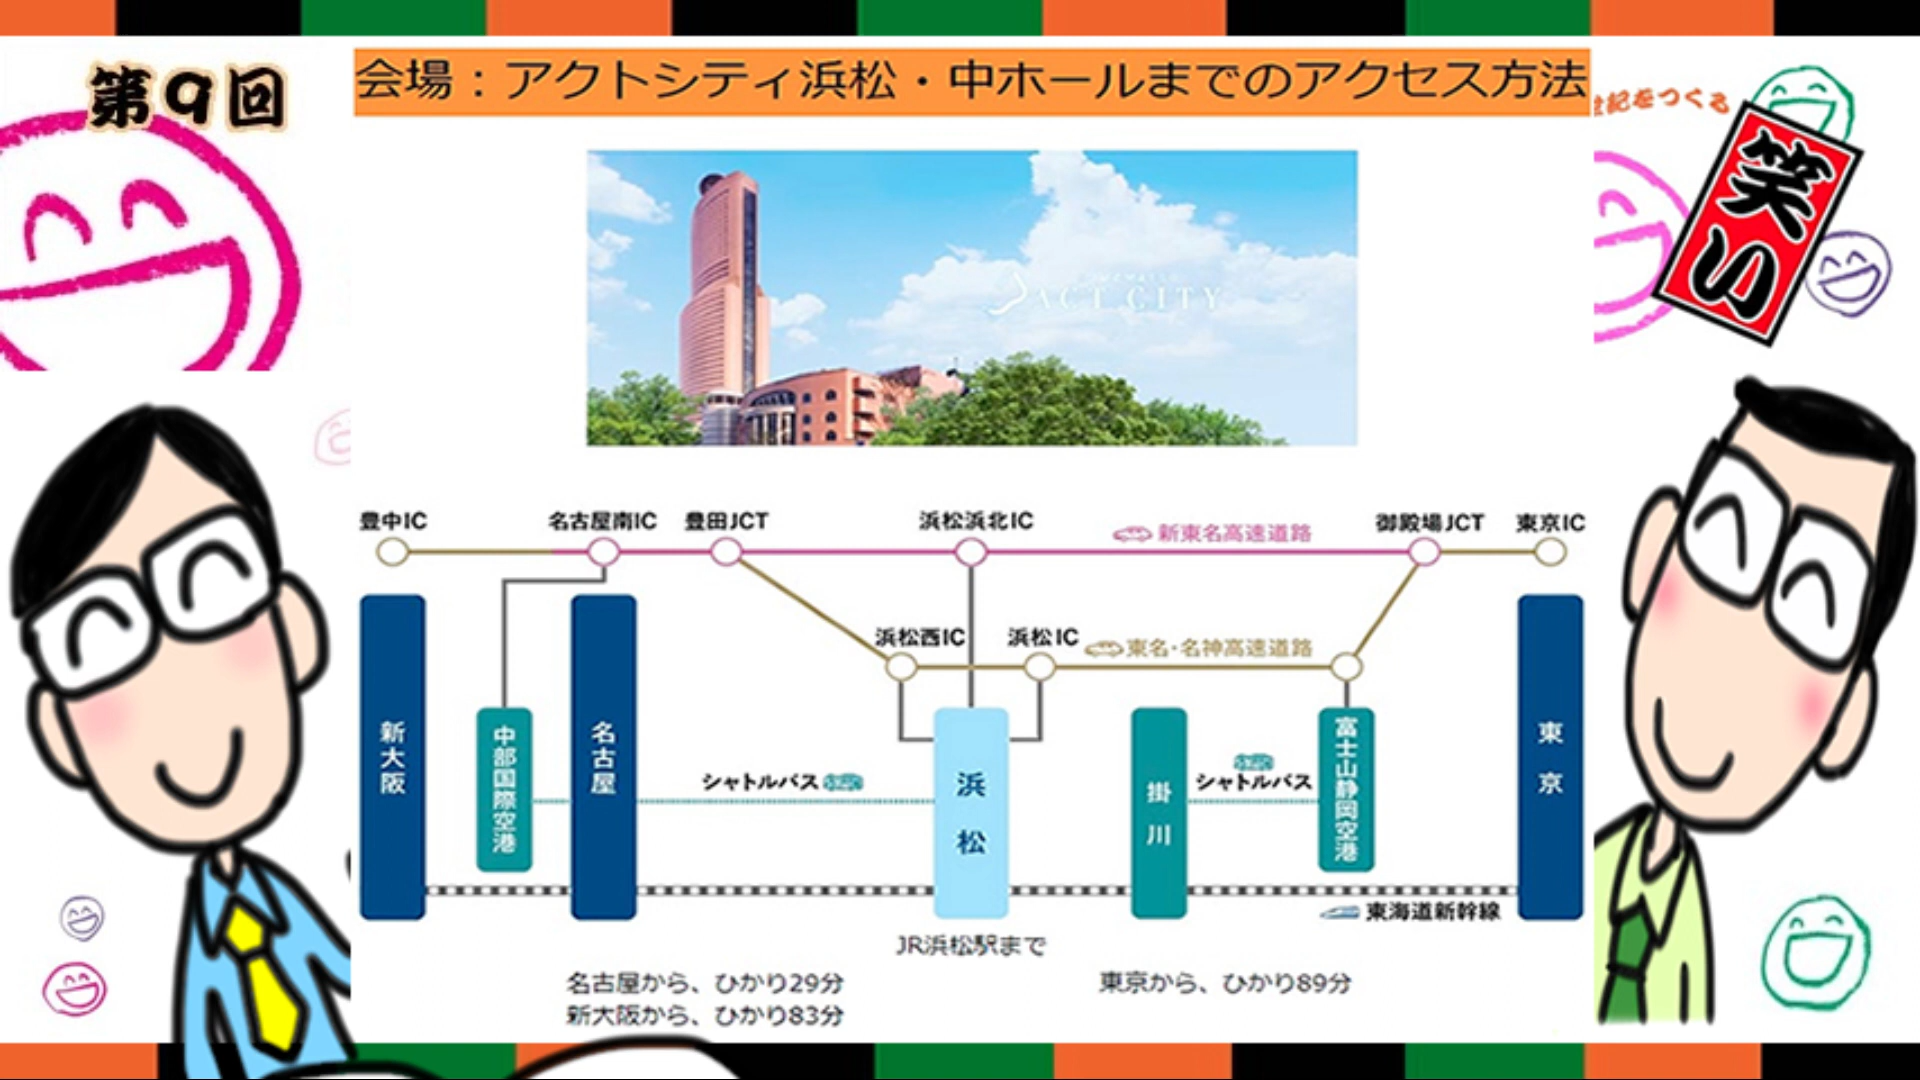 第9回
会場：アクトシティ浜松・中ホールまでのアクセス方法
世紀をつくる
笑い
ACT CITY
豊中IC
名古屋南IC
豊田JCT
浜松浜北IC
新東名高速道路
御殿場JCT
東京IC
浜松西IC
浜松IC
東名・名神高速道路
新大阪
中部国際空港
名古屋
シャトルバス
浜松
掛川
シャトルバス
富士山静岡空港
東京
東海道新幹線
JR浜松駅まで
名古屋から、ひかり29分
新大阪から、ひかり83分
東京から、ひかり89分